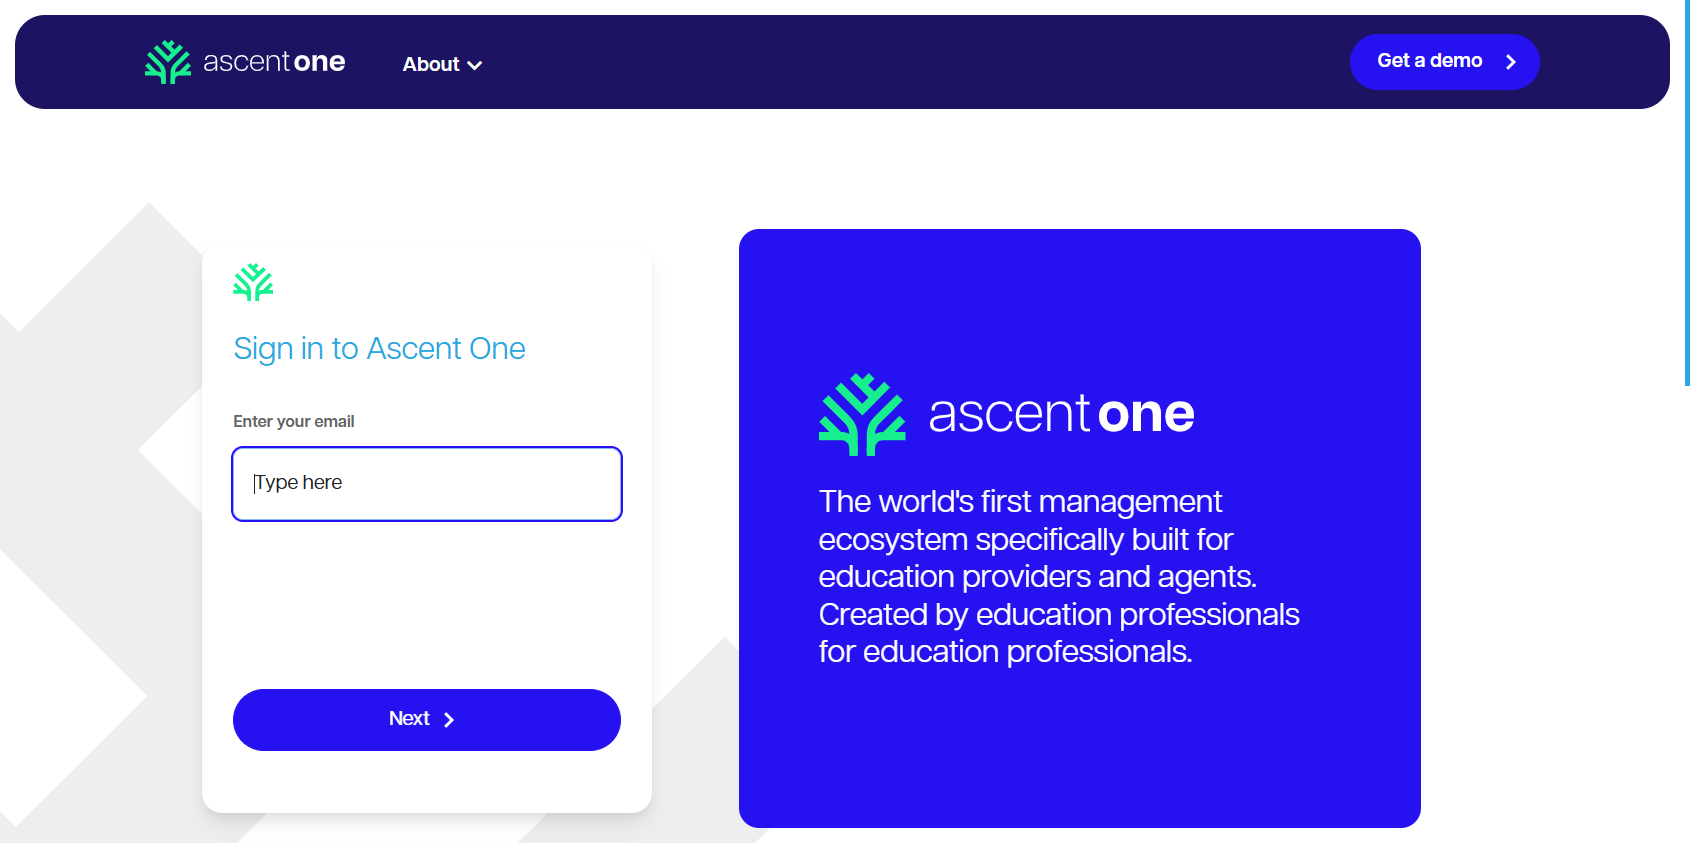 ascent one
About
Get a demo
Sign in to Ascent One
Enter your email
Type here
Next
ascent one
The world's first management
ecosystem specifically built for
education providers and agents.
Created by education professionals
for education professionals.